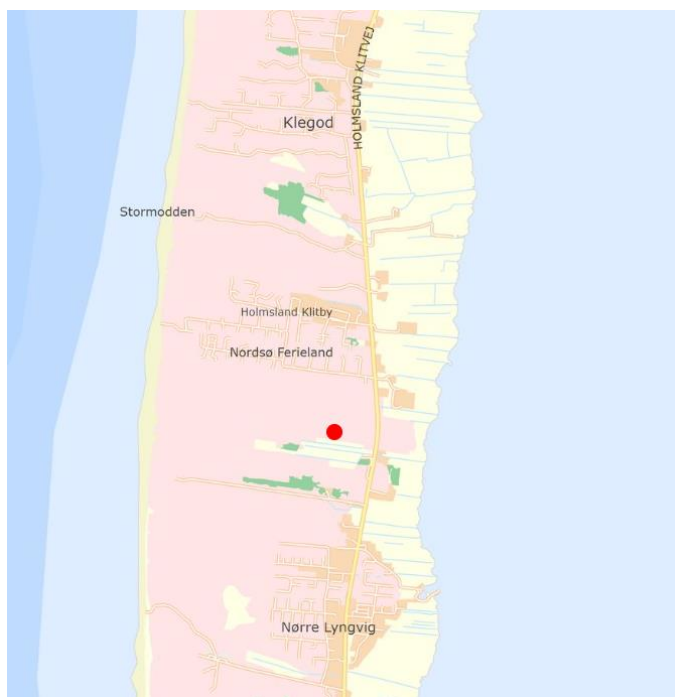 HOLMSLAND KLITVEJ
Klegod
Stormodden
Holmsland Klitby
Nordsø Ferieland
Nørre Lyngvig